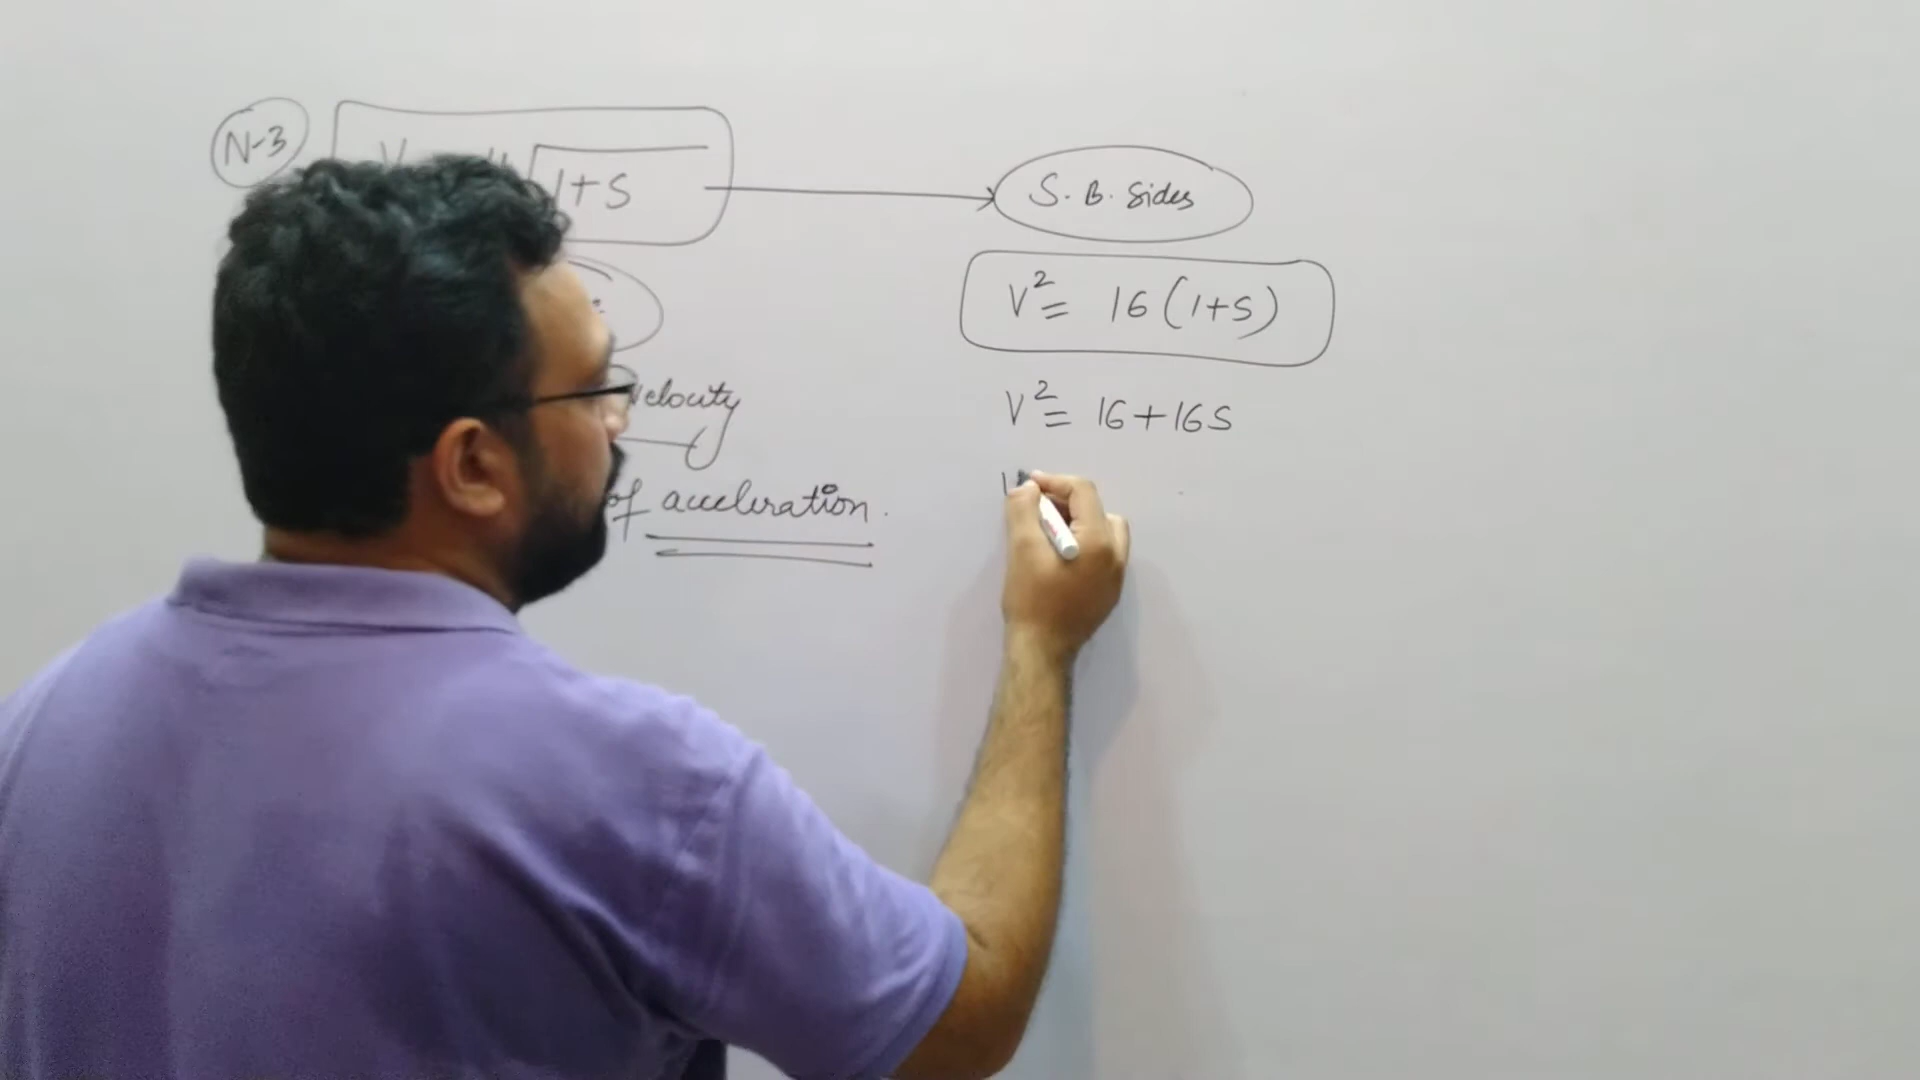 N-3
1+S
S. B. Sides
V² = 16(1+S)
velocity
V² = 16+16S
of acceleration.